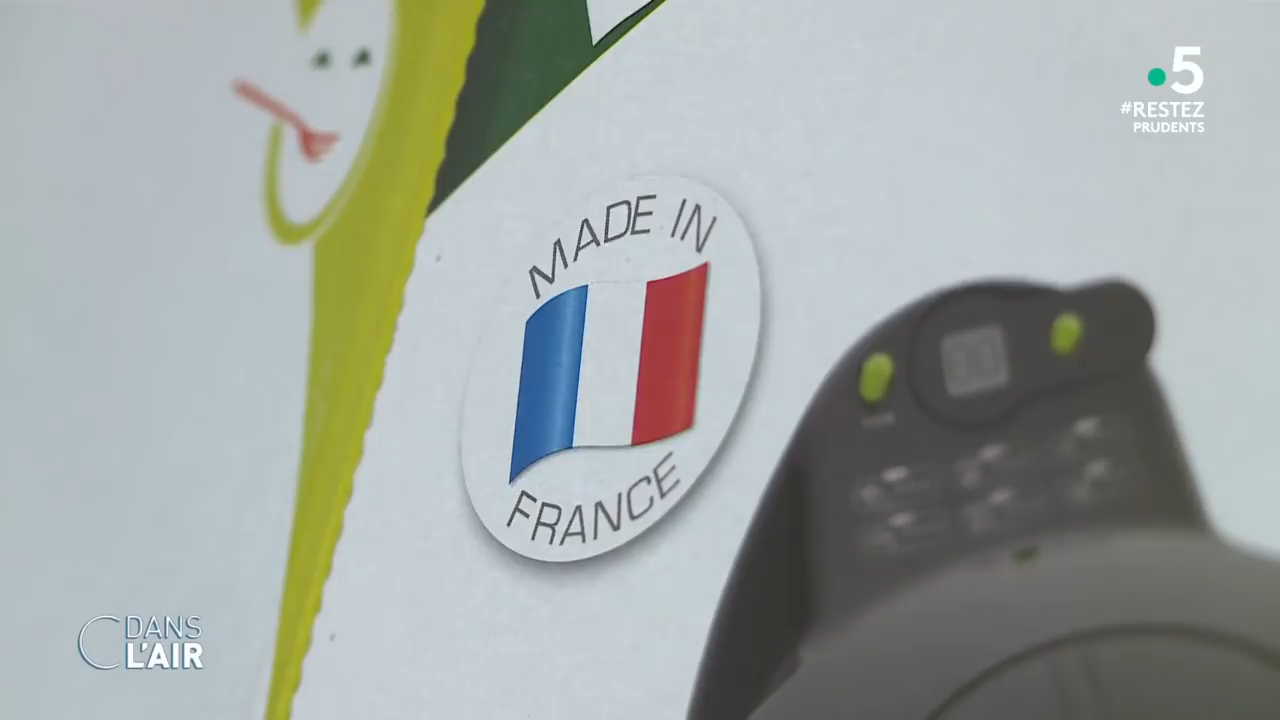 5
#RESTEZ
PRUDENTS
MADE IN
FRANCE
C DANS
L'AIR